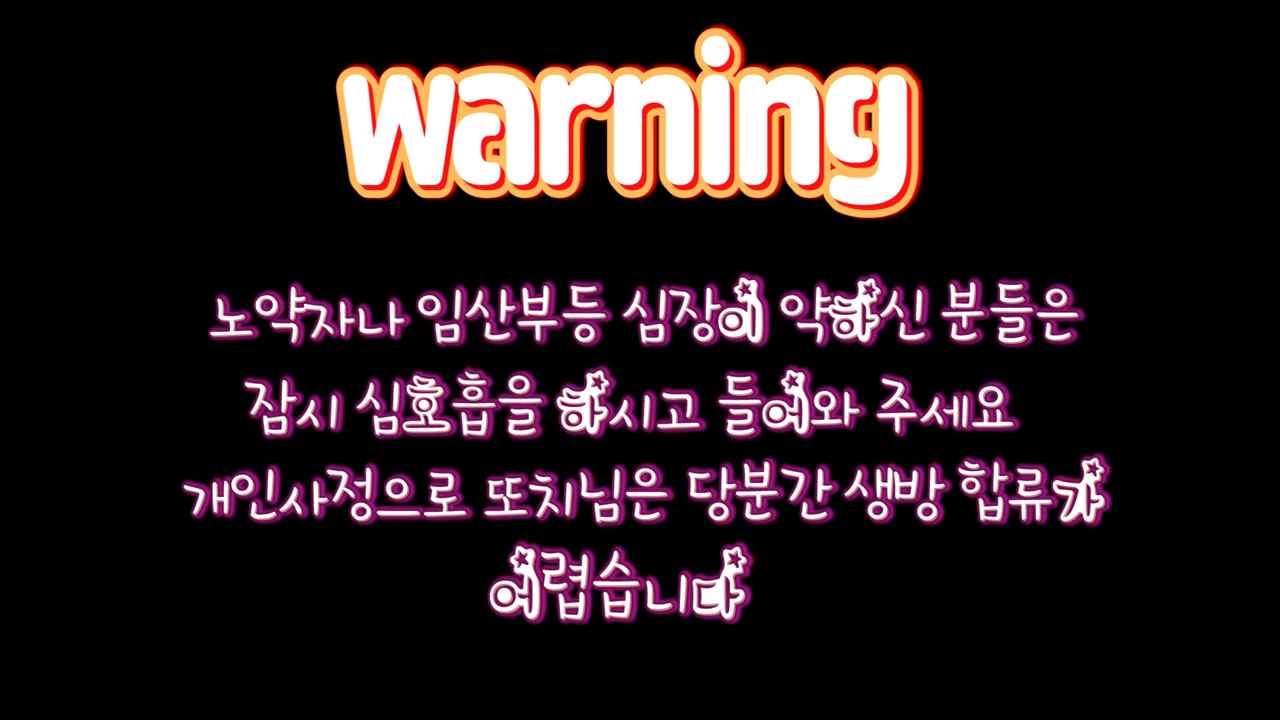 warning
노약자나 임산부등 심장이 약하신 분들은
잠시 심호흡을 하시고 들어와 주세요
개인사정으로 또치님은 당분간 생방 합류가
어렵습니다